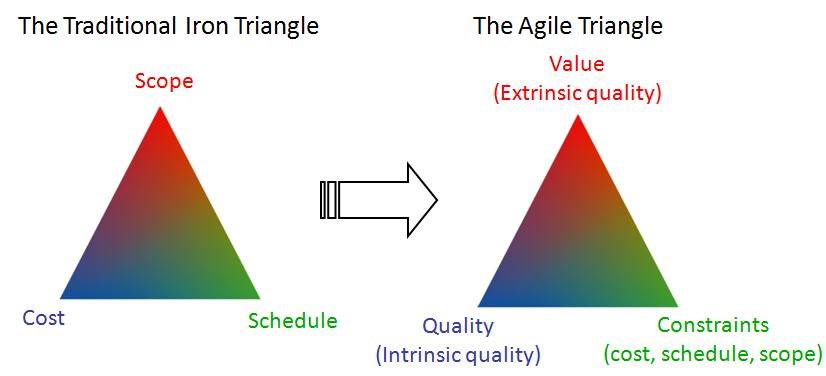 The Traditional Iron Triangle
Scope
Cost
Schedule
The Agile Triangle
Value
(Extrinsic quality)
Quality
(Intrinsic quality)
Constraints
(cost, schedule, scope)